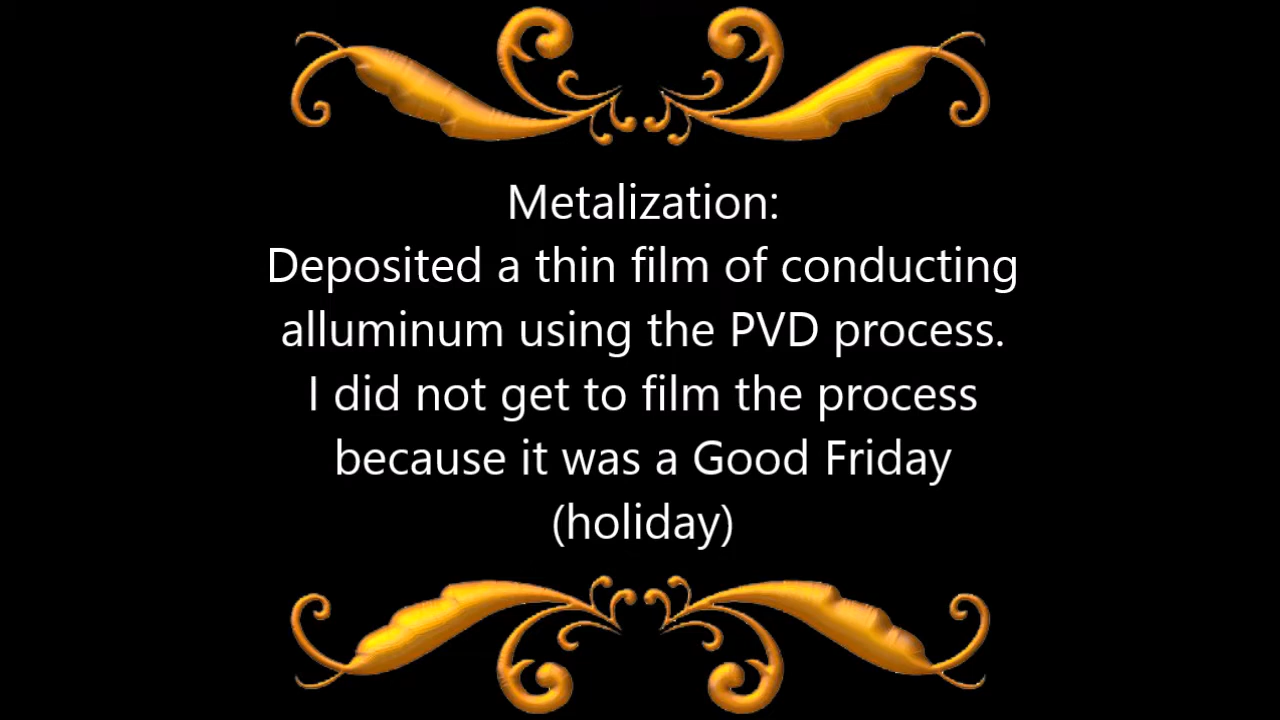 Metalization:
Deposited a thin film of conducting
alluminum using the PVD process.
I did not get to film the process
because it was a Good Friday
(holiday)